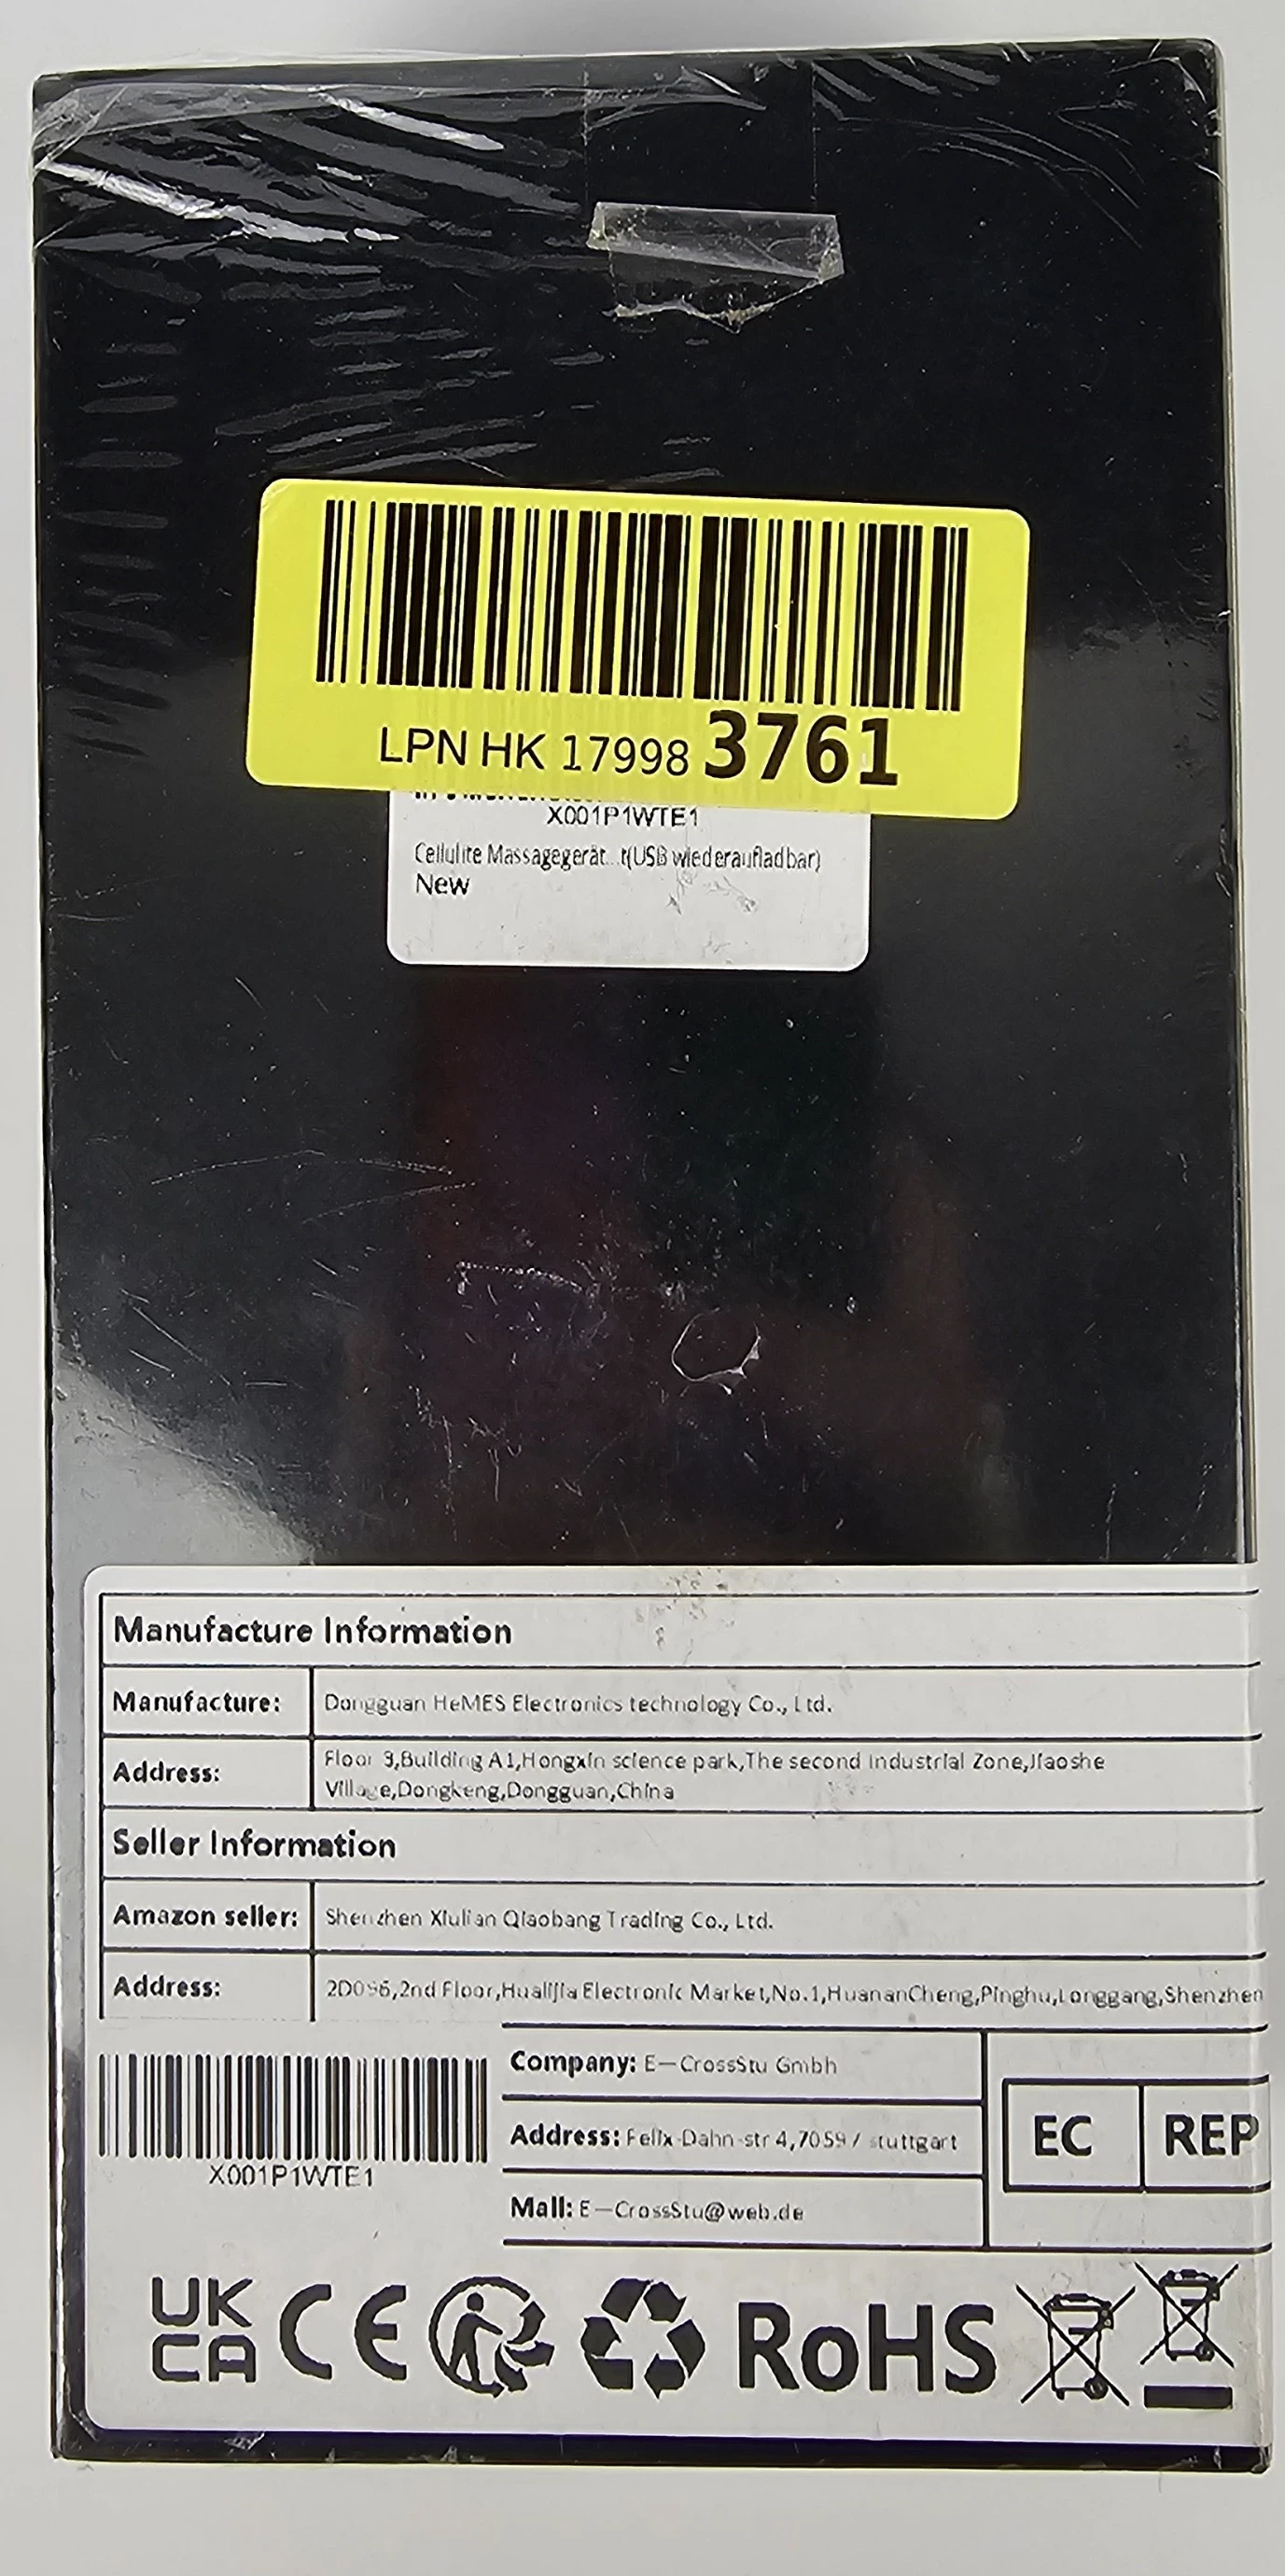 LPN HK 17998 3761
X001P1WTE1
Cellulite Massagegerät...t(USB wiederaufladbar)
New
Manufacture Information
Manufacture: Dongguan HeMES Electronics technology Co., Ltd.
Address: Floor 3,Building A1,Hongxin science park,The second Industrial Zone,Jiaoshe
Village,Dongkeng,Dongguan,China
Seller Information
Amazon seller: Shenzhen Xiulian Qiaobang Trading Co., Ltd.
Address: 2nd Floor,Hualijia Electronic Market,No.1,HuananCheng,Pinghu,Longgang,Shenzhen
X001P1WTE1
Company: E-CrossStu Gmbh
Address: Felix-Dahn-str 4, stuttgart
Mail: E-CrossStu@web.de
EC REP
UK
CA
CE
RoHS